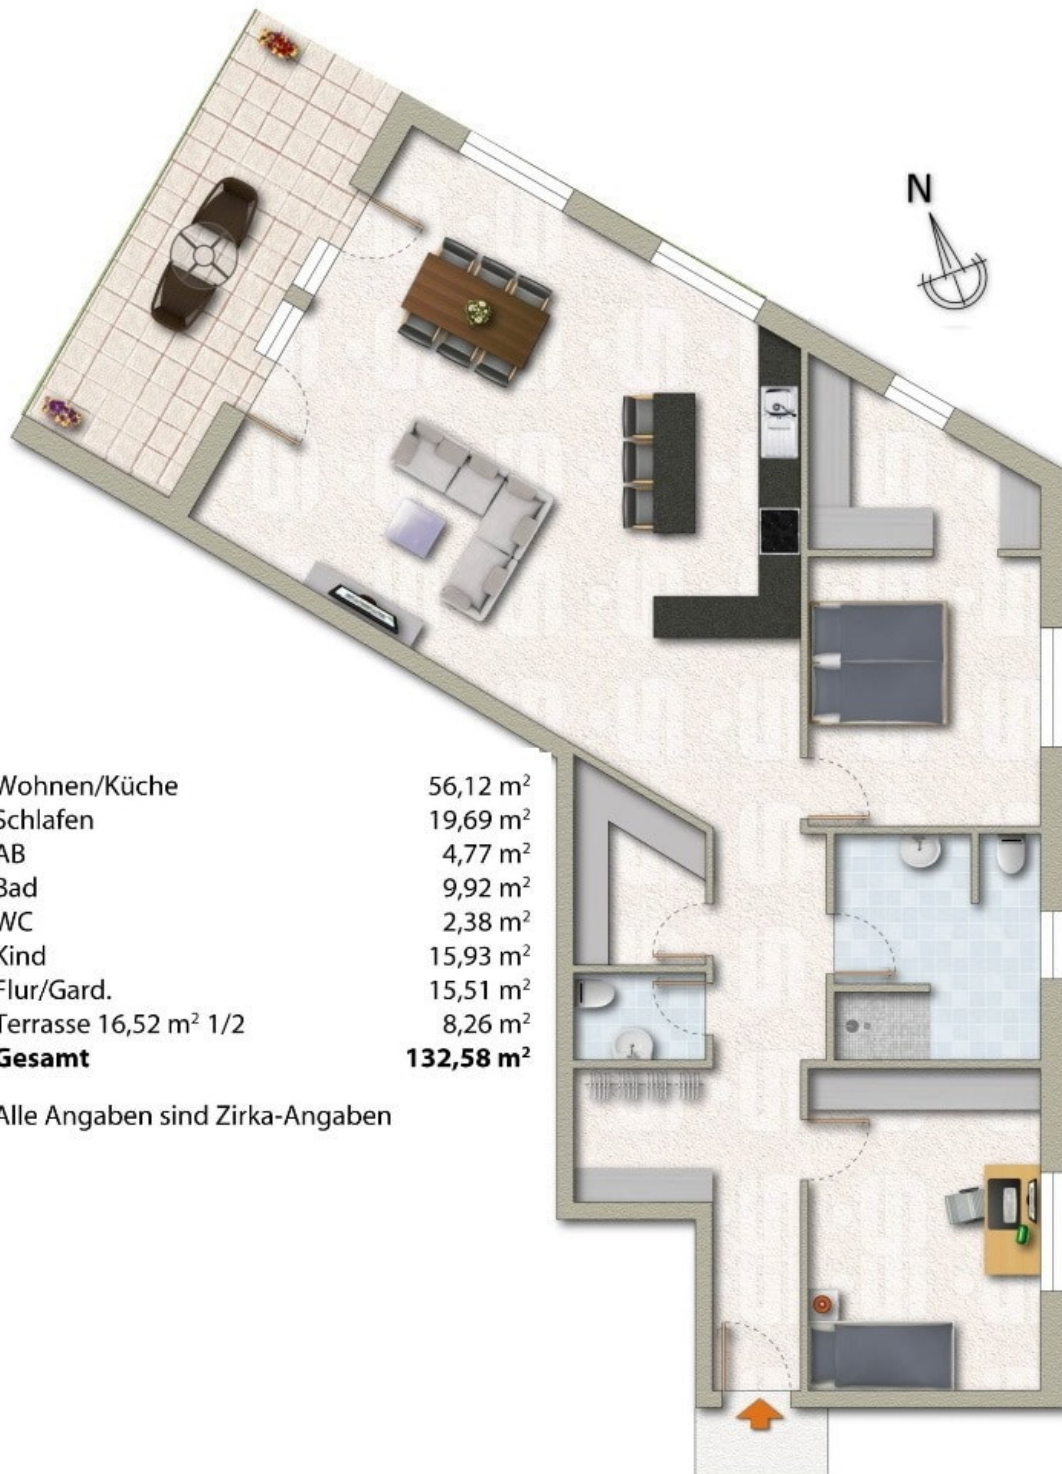 N
Wohnen/Küche 56,12 m²
Schlafen 19,69 m²
AB 4,77 m²
Bad 9,92 m²
WC 2,38 m²
Kind 15,93 m²
Flur/Gard. 15,51 m²
Terrasse 16,52 m² 1/2 8,26 m²
Gesamt 132,58 m²
Alle Angaben sind Zirka-Angaben